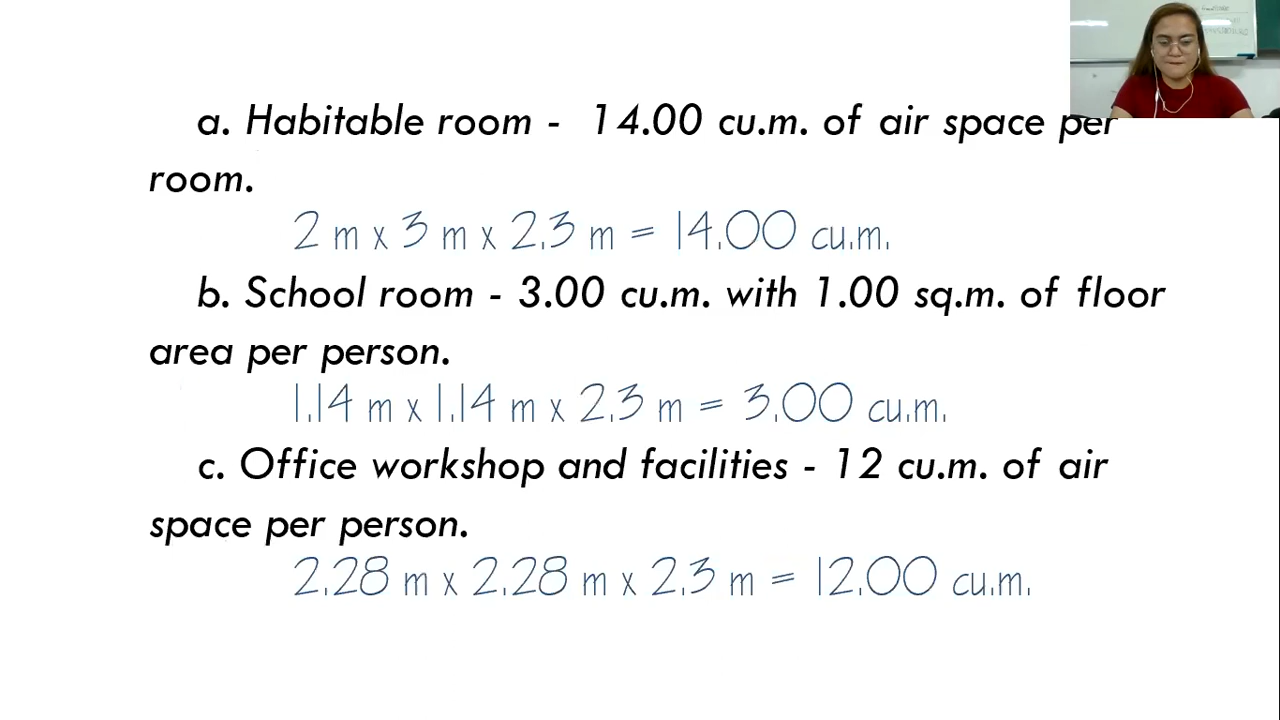 a. Habitable room - 14.00 cu.m. of air space per
room.
2 m x 3 m x 2.3 m = 14.00 cu.m.
b. School room - 3.00 cu.m. with 1.00 sq.m. of floor
area per person.
1.14 m x 1.14 m x 2.3 m = 3.00 cu.m.
c. Office workshop and facilities - 12 cu.m. of air
space per person.
2.28 m x 2.28 m x 2.3 m = 12.00 cu.m.